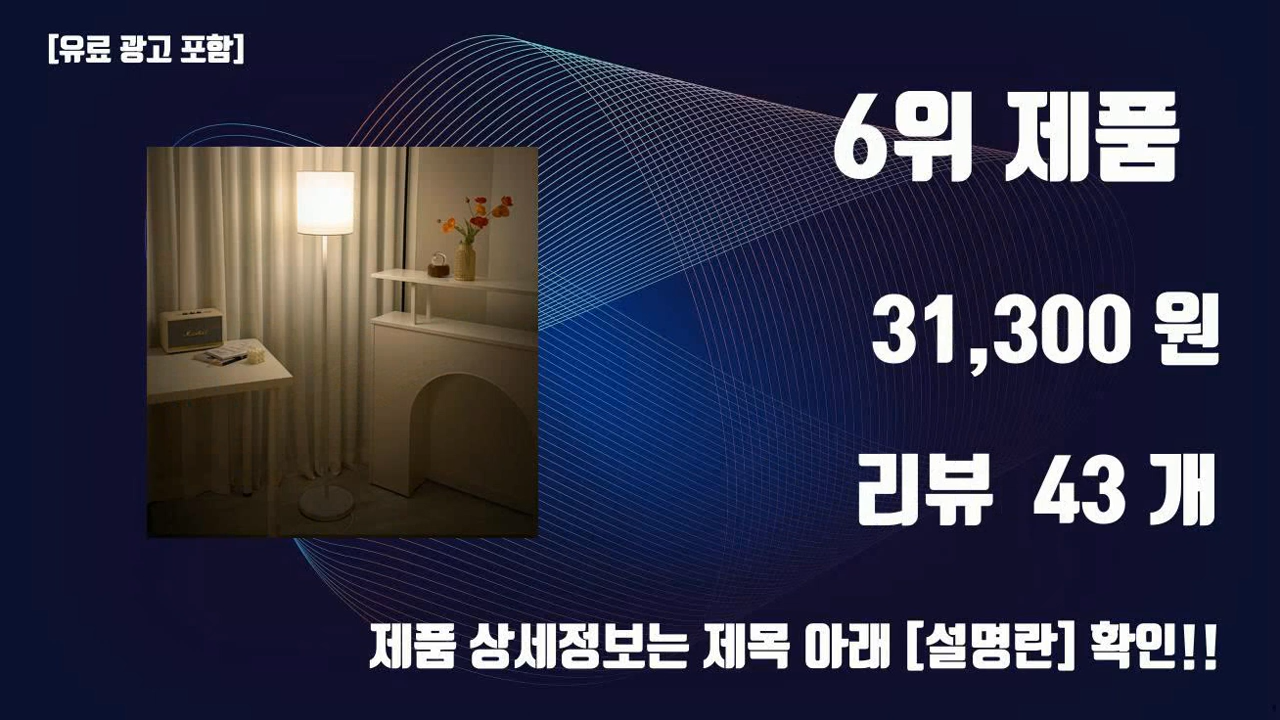 [유료 광고 포함]
6위 제품
31,300 원
리뷰 43 개
Marshall
제품 상세정보는 제목 아래 [설명란] 확인!!